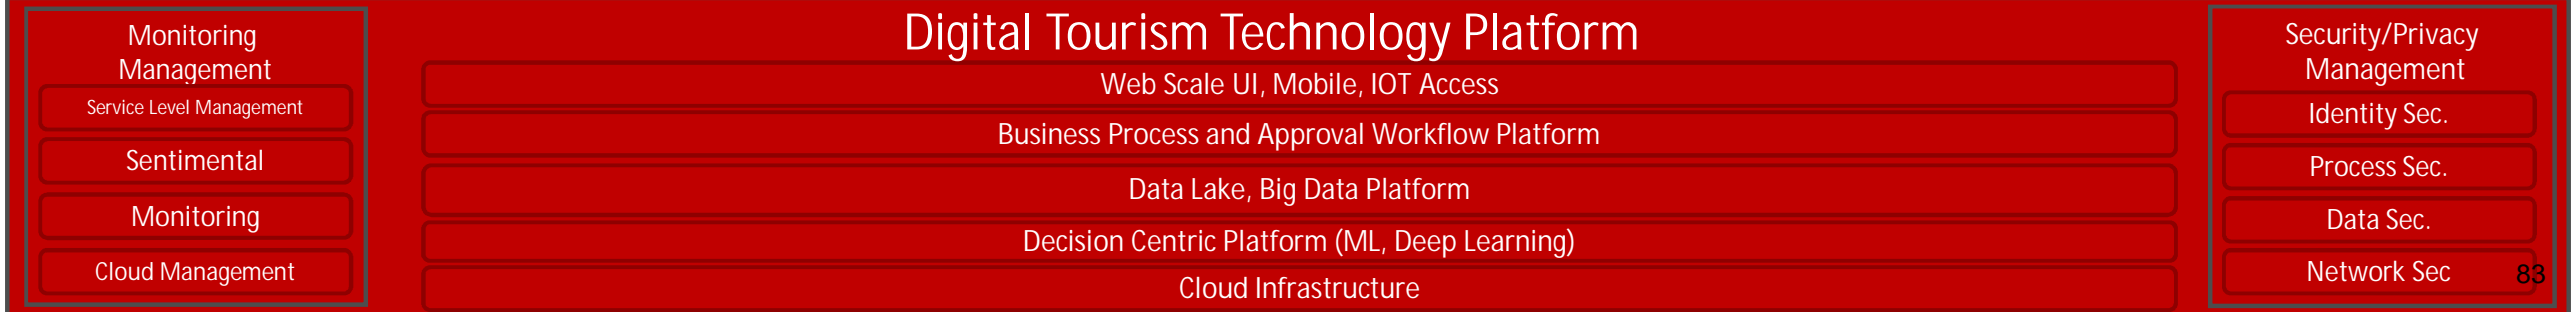 Monitoring
Management
Service Level Management
Sentimental
Monitoring
Cloud Management
Digital Tourism Technology Platform
Web Scale UI, Mobile, IOT Access
Business Process and Approval Workflow Platform
Data Lake, Big Data Platform
Decision Centric Platform (ML, Deep Learning)
Cloud Infrastructure
Security/Privacy
Management
Identity Sec.
Process Sec.
Data Sec.
Network Sec
83